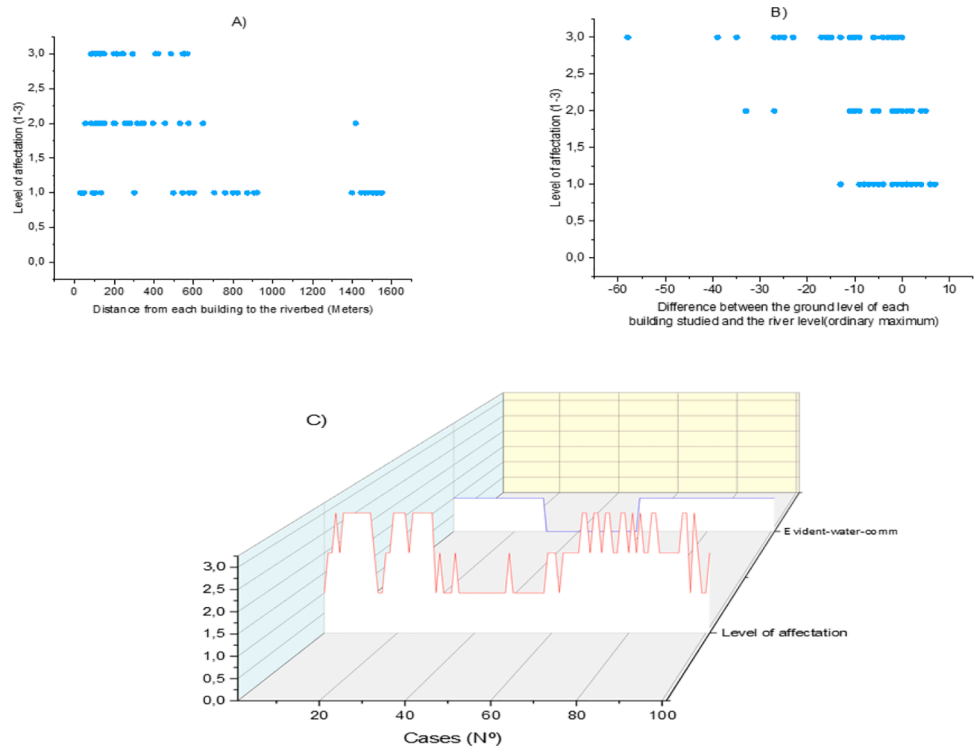 A)
Level of affectation (1-3)
3,0
2,5
2,0
1,5
1,0
0,5
0,0
0 200 400 600 800 1000 1200 1400 1600
Distance from each building to the riverbed (Meters)
B)
Level of affectation (1-3)
3,0
2,5
2,0
1,5
1,0
0,5
0,0
-60 -50 -40 -30 -20 -10 0 10
Difference between the ground level of each
building studied and the river level(ordinary maximum)
C)
3,0
2,5
2,0
1,5
1,0
0,5
0,0
20 40 60 80 100
Cases (Nº)
Evident-water-comm
Level of affectation